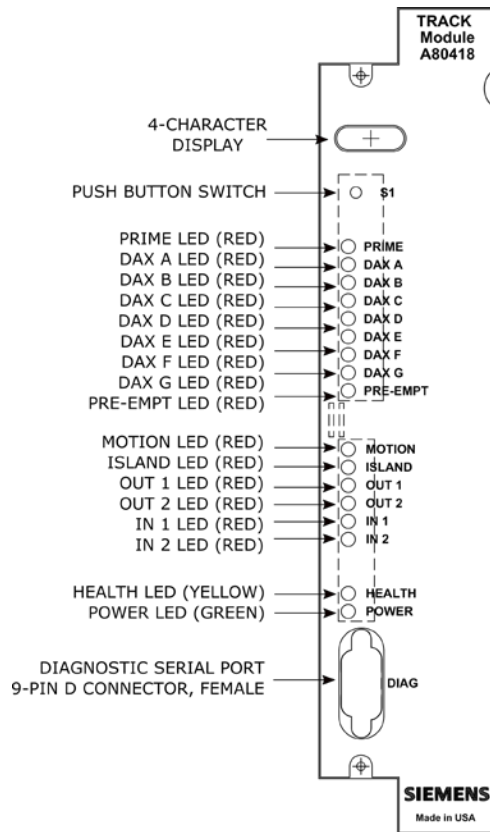 TRACK
Module
A80418
4-CHARACTER
DISPLAY
PUSH BUTTON SWITCH
S1
PRIME LED (RED)
PRIME
DAX A LED (RED)
DAX A
DAX B LED (RED)
DAX B
DAX C LED (RED)
DAX C
DAX D LED (RED)
DAX D
DAX E LED (RED)
DAX E
DAX F LED (RED)
DAX F
DAX G LED (RED)
DAX G
PRE-EMPT LED (RED)
PRE-EMPT
MOTION LED (RED)
MOTION
ISLAND LED (RED)
ISLAND
OUT 1 LED (RED)
OUT 1
OUT 2 LED (RED)
OUT 2
IN 1 LED (RED)
IN 1
IN 2 LED (RED)
IN 2
HEALTH LED (YELLOW)
HEALTH
POWER LED (GREEN)
POWER
DIAGNOSTIC SERIAL PORT
9-PIN D CONNECTOR, FEMALE
DIAG
SIEMENS
Made in USA